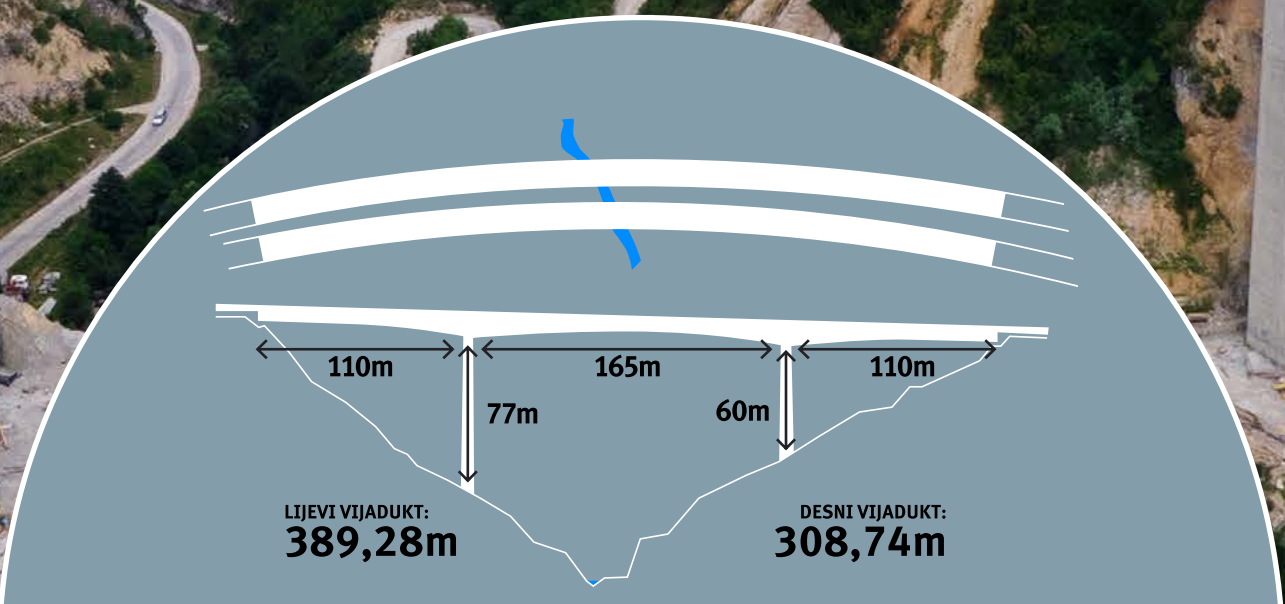 110m
165m
110m
77m
60m
LIJEVI VIJADUKT:
389,28m
DESNI VIJADUKT:
308,74m